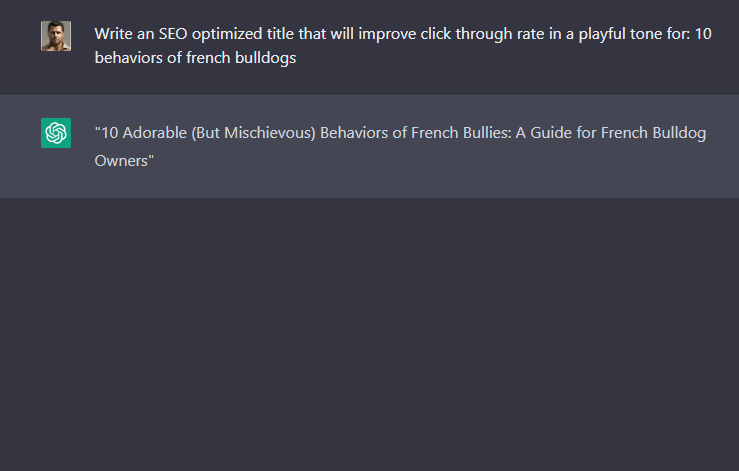 Write an SEO optimized title that will improve click through rate in a playful tone for: 10
behaviors of french bulldogs
"10 Adorable (But Mischievous) Behaviors of French Bullies: A Guide for French Bulldog
Owners"